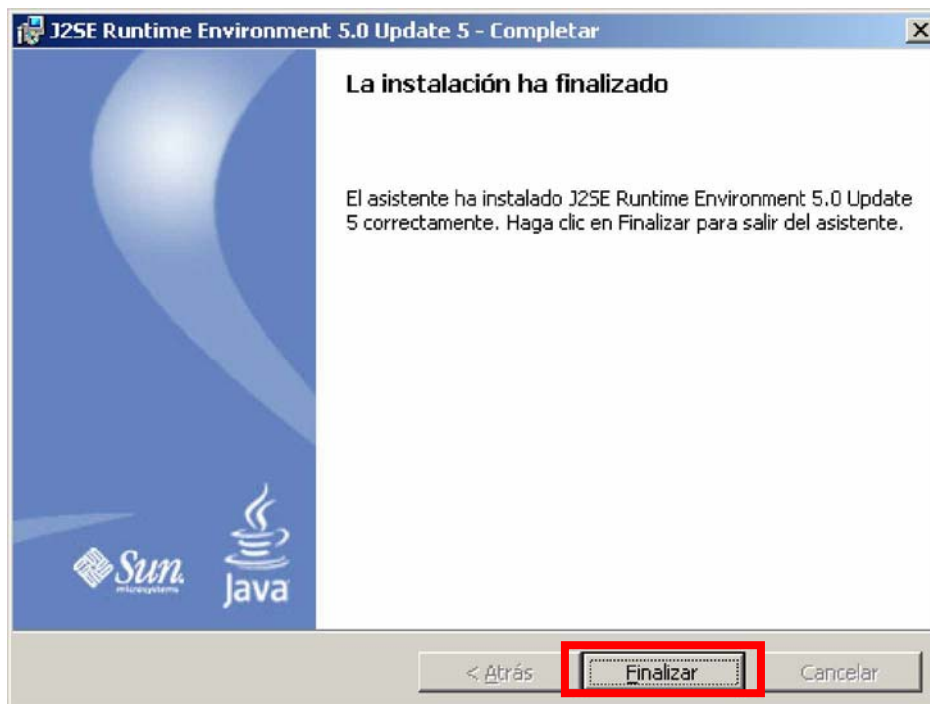 J2SE Runtime Environment 5.0 Update 5 - Completar
La instalación ha finalizado
El asistente ha instalado J2SE Runtime Environment 5.0 Update
5 correctamente. Haga clic en Finalizar para salir del asistente.
Sun
microsystems
Java
< Atrás
Finalizar
Cancelar